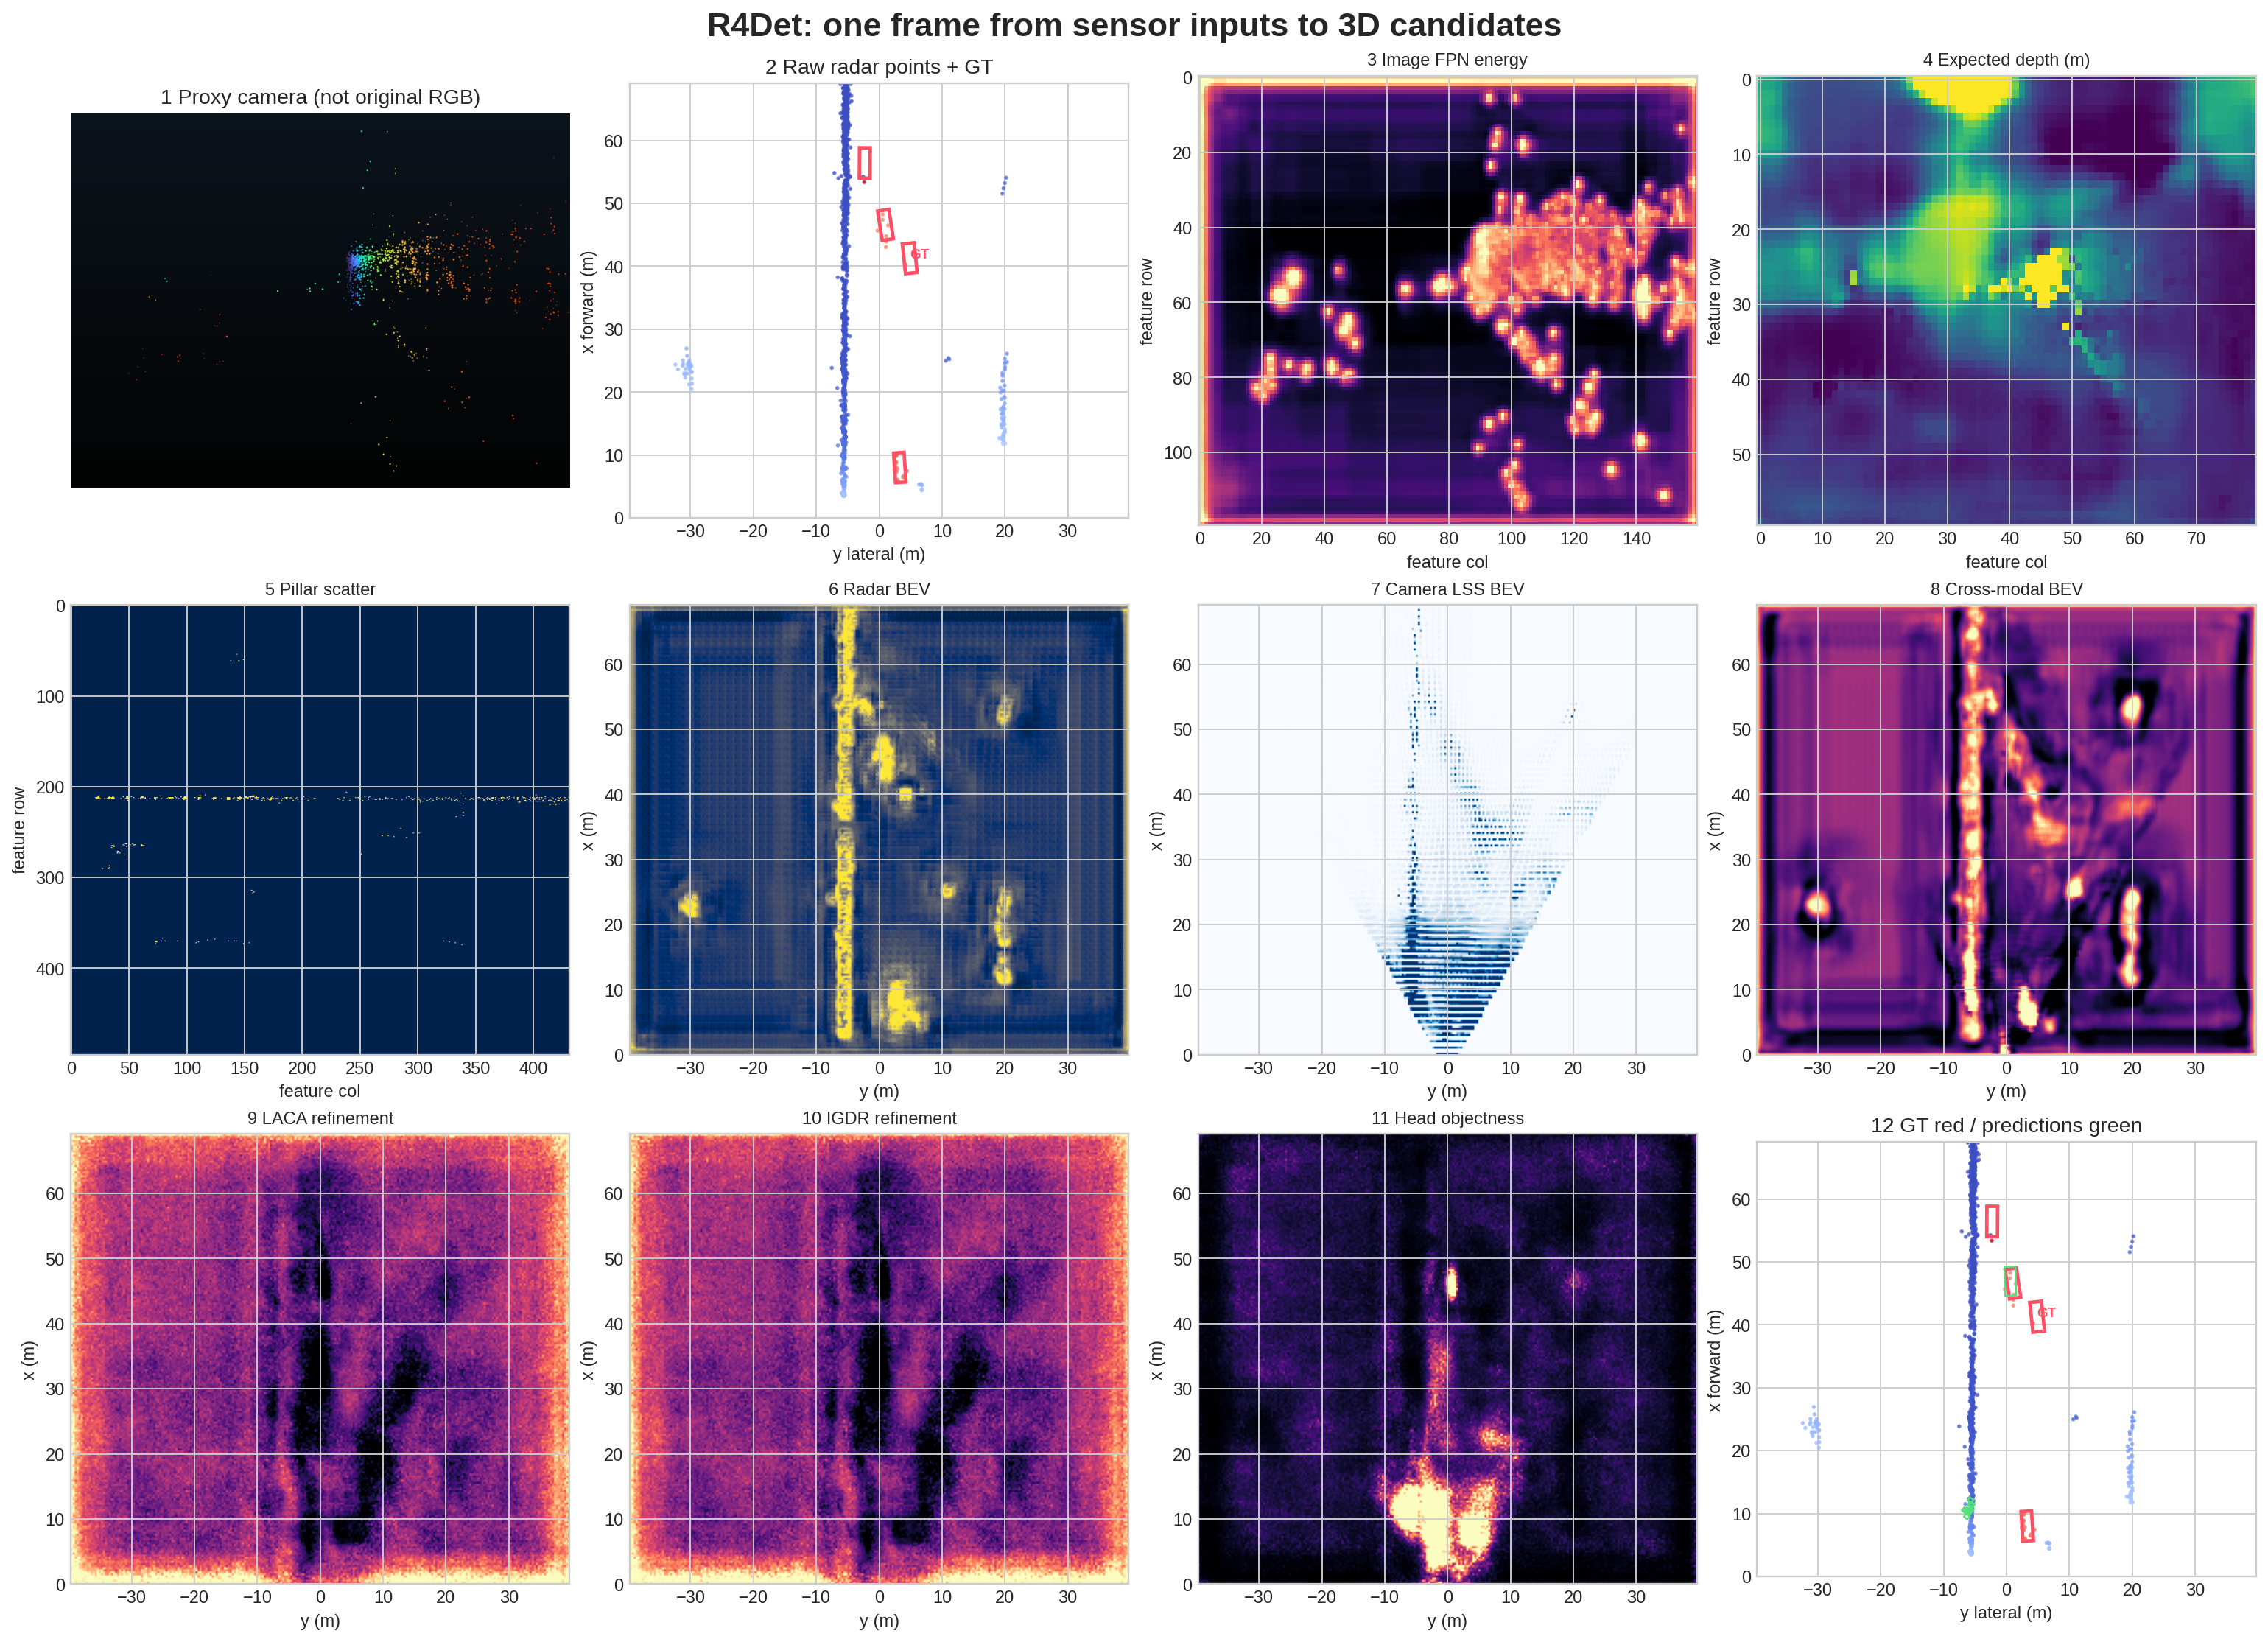 R4Det: one frame from sensor inputs to 3D candidates
1 Proxy camera (not original RGB)
2 Raw radar points + GT
x forward (m)
60
50
40
30
20
10
0
GT
−30 −20 −10 0 10 20 30
y lateral (m)
3 Image FPN energy
feature row
0
20
40
60
80
100
0 20 40 60 80 100 120 140
feature col
4 Expected depth (m)
feature row
0
10
20
30
40
50
0 10 20 30 40 50 60 70
feature col
5 Pillar scatter
feature row
0
100
200
300
400
0 50 100 150 200 250 300 350 400
feature col
6 Radar BEV
x (m)
60
50
40
30
20
10
0
−30 −20 −10 0 10 20 30
y (m)
7 Camera LSS BEV
x (m)
60
50
40
30
20
10
0
−30 −20 −10 0 10 20 30
y (m)
8 Cross-modal BEV
x (m)
60
50
40
30
20
10
0
−30 −20 −10 0 10 20 30
y (m)
9 LACA refinement
x (m)
60
50
40
30
20
10
0
−30 −20 −10 0 10 20 30
y (m)
10 IGDR refinement
x (m)
60
50
40
30
20
10
0
−30 −20 −10 0 10 20 30
y (m)
11 Head objectness
x (m)
60
50
40
30
20
10
0
−30 −20 −10 0 10 20 30
y (m)
12 GT red / predictions green
x forward (m)
60
50
40
30
20
10
0
GT
−30 −20 −10 0 10 20 30
y lateral (m)